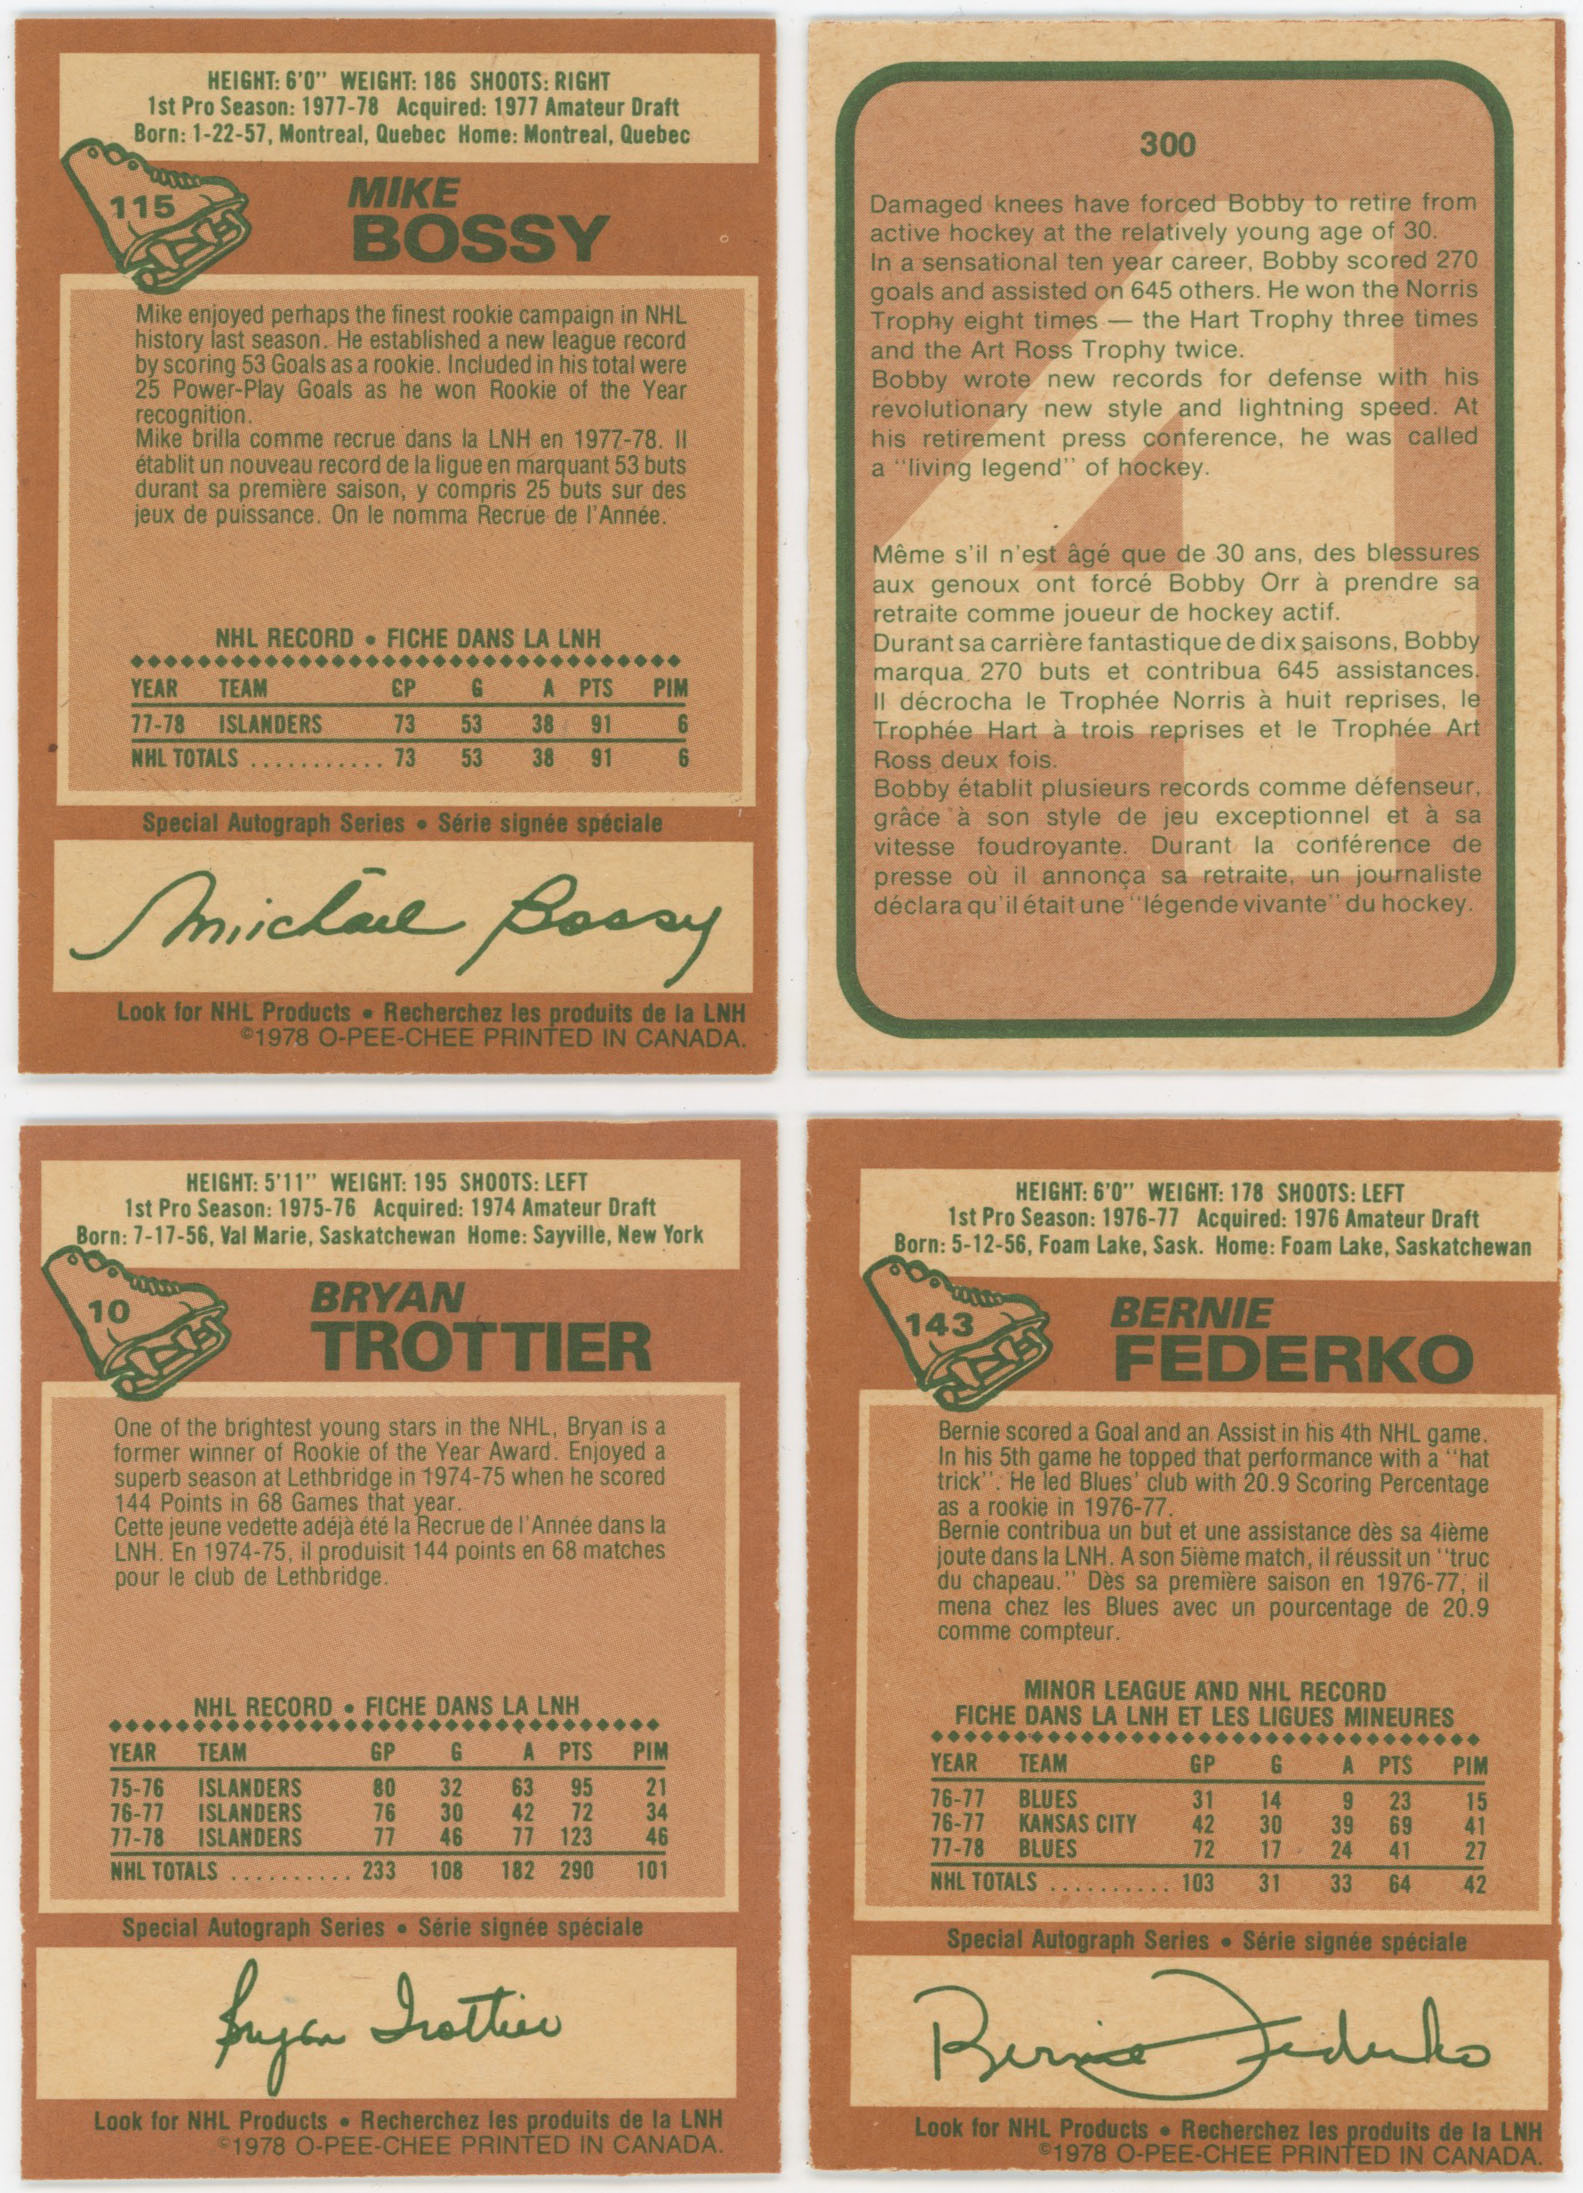 HEIGHT: 6'0" WEIGHT: 186 SHOOTS: RIGHT
1st Pro Season: 1977-78 Acquired: 1977 Amateur Draft
Born: 1-22-57, Montreal, Quebec Home: Montreal, Quebec
115
MIKE
BOSSY
Mike enjoyed perhaps the finest rookie campaign in NHL
history last season. He established a new league record
by scoring 53 Goals as a rookie. Included in his total were
25 Power-Play Goals as he won Rookie of the Year
recognition.
Mike brilla comme recrue dans la LNH en 1977-78. Il
établit un nouveau record de la ligue en marquant 53 buts
durant sa première saison, y compris 25 buts sur des
jeux de puissance. On le nomma Recrue de l'Année.
NHL RECORD • FICHE DANS LA LNH
YEAR TEAM GP G A PTS PIM
77-78 ISLANDERS 73 53 38 91 6
NHL TOTALS ........... 73 53 38 91 6
Special Autograph Series • Série signée spéciale
Michael Bossy
Look for NHL Products • Recherchez les produits de la LNH
©1978 O-PEE-CHEE PRINTED IN CANADA.
300
Damaged knees have forced Bobby to retire from
active hockey at the relatively young age of 30.
In a sensational ten year career, Bobby scored 270
goals and assisted on 645 others. He won the Norris
Trophy eight times — the Hart Trophy three times
and the Art Ross Trophy twice.
Bobby wrote new records for defense with his
revolutionary new style and lightning speed. At
his retirement press conference, he was called
a "living legend" of hockey.
Même s'il n'est âgé que de 30 ans, des blessures
aux genoux ont forcé Bobby Orr à prendre sa
retraite comme joueur de hockey actif.
Durant sa carrière fantastique de dix saisons, Bobby
marqua 270 buts et contribua 645 assistances.
Il décrocha le Trophée Norris à huit reprises, le
Trophée Hart à trois reprises et le Trophée Art
Ross deux fois.
Bobby établit plusieurs records comme défenseur,
grâce à son style de jeu exceptionnel et à sa
vitesse foudroyante. Durant la conférence de
presse où il annonça sa retraite, un journaliste
déclara qu'il était une "légende vivante" du hockey.
4
HEIGHT: 5'11" WEIGHT: 195 SHOOTS: LEFT
1st Pro Season: 1975-76 Acquired: 1974 Amateur Draft
Born: 7-17-56, Val Marie, Saskatchewan Home: Sayville, New York
10
BRYAN
TROTTIER
One of the brightest young stars in the NHL, Bryan is a
former winner of Rookie of the Year Award. Enjoyed a
superb season at Lethbridge in 1974-75 when he scored
144 Points in 68 Games that year.
Cette jeune vedette adéjà été la Recrue de l'Année dans la
LNH. En 1974-75, il produisit 144 points en 68 matches
pour le club de Lethbridge.
NHL RECORD • FICHE DANS LA LNH
YEAR TEAM GP G A PTS PIM
75-76 ISLANDERS 80 32 63 95 21
76-77 ISLANDERS 76 30 42 72 34
77-78 ISLANDERS 77 46 77 123 46
NHL TOTALS .......... 233 108 182 290 101
Special Autograph Series • Série signée spéciale
Bryan Trottier
Look for NHL Products • Recherchez les produits de la LNH
©1978 O-PEE-CHEE PRINTED IN CANADA.
HEIGHT: 6'0" WEIGHT: 178 SHOOTS: LEFT
1st Pro Season: 1976-77 Acquired: 1976 Amateur Draft
Born: 5-12-56, Foam Lake, Sask. Home: Foam Lake, Saskatchewan
143
BERNIE
FEDERKO
Bernie scored a Goal and an Assist in his 4th NHL game.
In his 5th game he topped that performance with a "hat
trick". He led Blues' club with 20.9 Scoring Percentage
as a rookie in 1976-77.
Bernie contribua un but et une assistance dès sa 4ième
joute dans la LNH. A son 5ième match, il réussit un "truc
du chapeau." Dès sa première saison en 1976-77, il
mena chez les Blues avec un pourcentage de 20.9
comme compteur.
MINOR LEAGUE AND NHL RECORD
FICHE DANS LA LNH ET LES LIGUES MINEURES
YEAR TEAM GP G A PTS PIM
76-77 BLUES 31 14 9 23 15
76-77 KANSAS CITY 42 30 39 69 41
77-78 BLUES 72 17 24 41 27
NHL TOTALS .......... 103 31 33 64 42
Special Autograph Series • Série signée spéciale
Bernie Federko
Look for NHL Products • Recherchez les produits de la LNH
©1978 O-PEE-CHEE PRINTED IN CANADA.